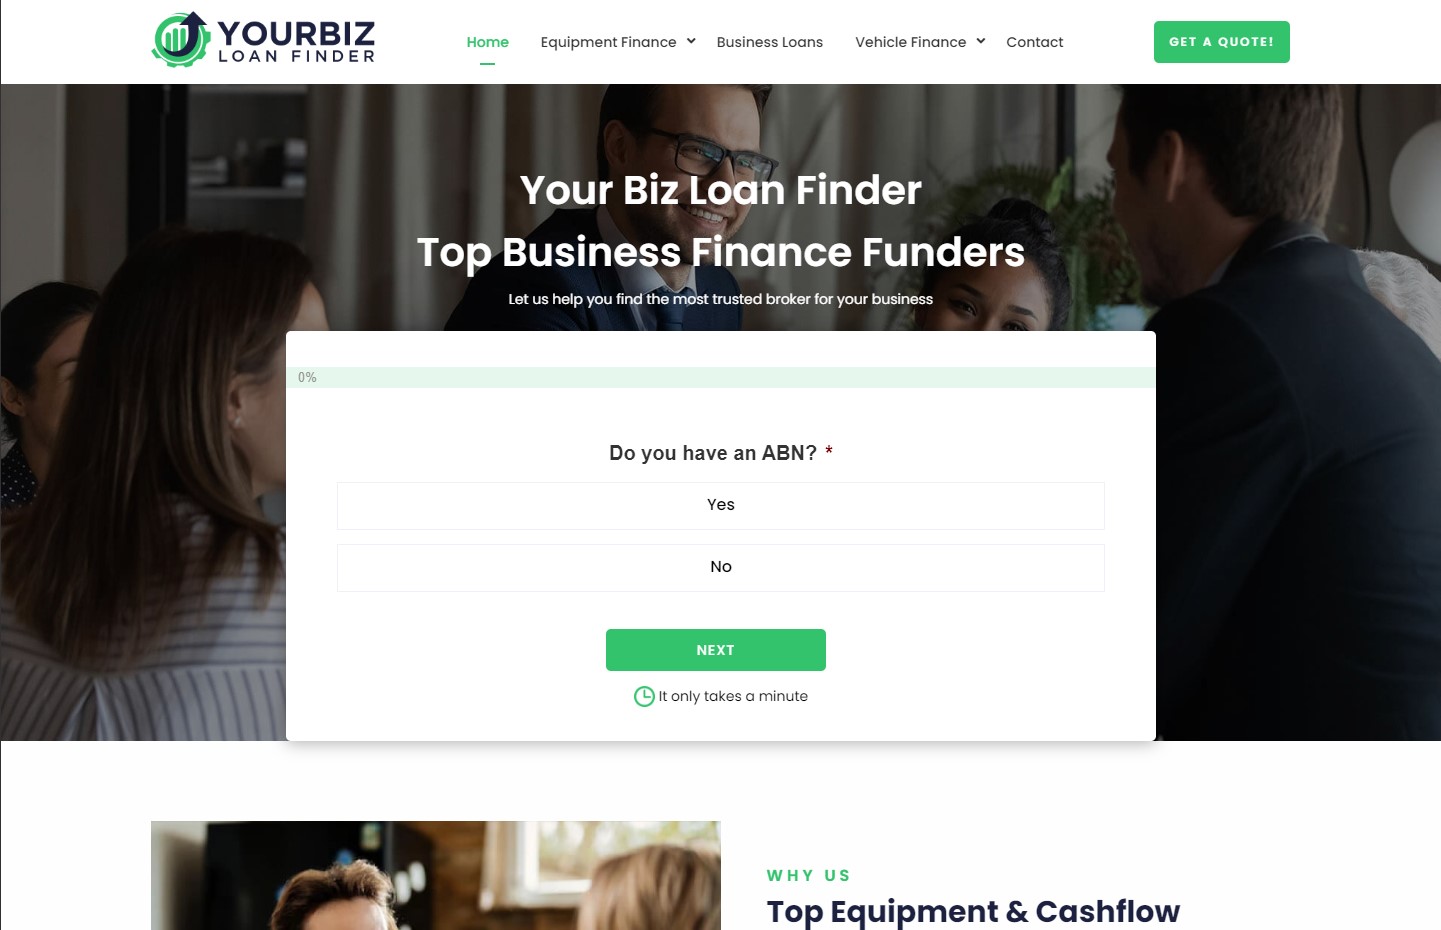 YOURBIZ
LOAN FINDER
Home
Equipment Finance
Business Loans
Vehicle Finance
Contact
GET A QUOTE!
Your Biz Loan Finder
Top Business Finance Funders
Let us help you find the most trusted broker for your business
0%
Do you have an ABN? *
Yes
No
NEXT
It only takes a minute
WHY US
Top Equipment & Cashflow